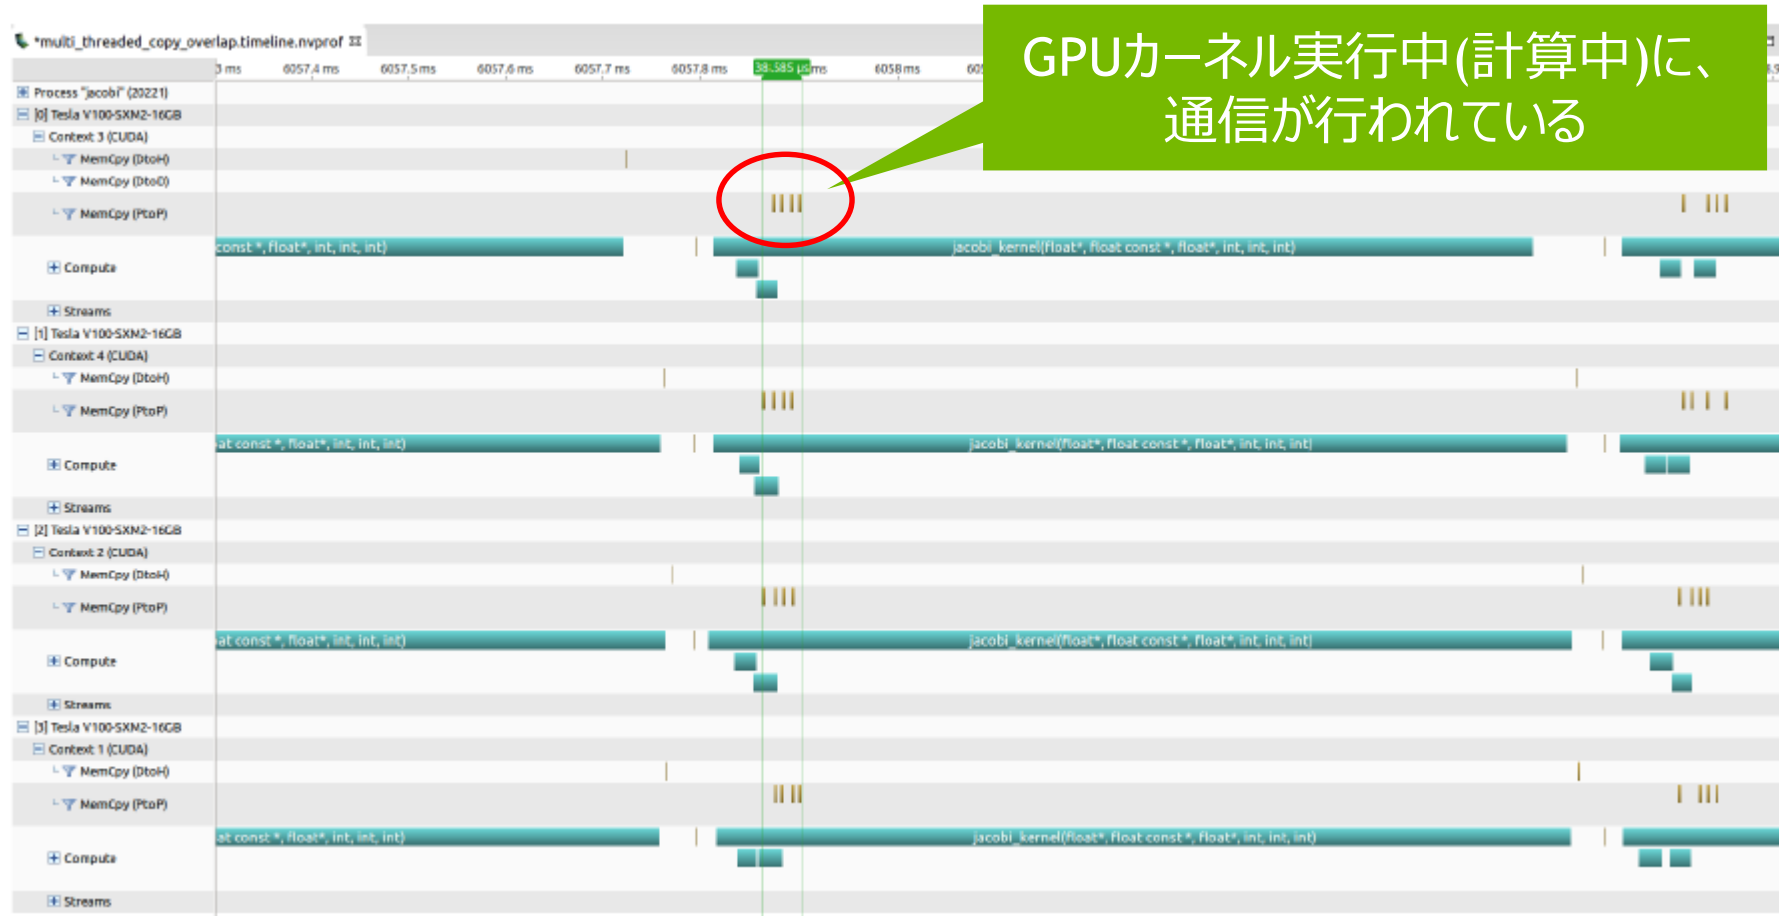 *multi_threaded_copy_overlap.timeline.nvprof
GPUカーネル実行中(計算中)に、
通信が行われている
3 ms 6057.4 ms 6057.5 ms 6057.6 ms 6057.7 ms 6057.8 ms 38.585 μs ms 6058 ms
Process "jacobi" (20221)
[0] Tesla V100-SXM2-16GB
Context 3 (CUDA)
MemCpy (DtoH)
MemCpy (DtoD)
MemCpy (PtoP)
const *, float*, int, int, int) jacobi_kernel(float*, float const *, float*, int, int, int)
Compute
Streams
[1] Tesla V100-SXM2-16GB
Context 4 (CUDA)
MemCpy (DtoH)
MemCpy (PtoP)
at const *, float*, int, int, int) jacobi_kernel(float*, float const *, float*, int, int, int)
Compute
Streams
[2] Tesla V100-SXM2-16GB
Context 2 (CUDA)
MemCpy (DtoH)
MemCpy (PtoP)
at const *, float*, int, int, int) jacobi_kernel(float*, float const *, float*, int, int, int)
Compute
Streams
[3] Tesla V100-SXM2-16GB
Context 1 (CUDA)
MemCpy (DtoH)
MemCpy (PtoP)
at const *, float*, int, int, int) jacobi_kernel(float*, float const *, float*, int, int, int)
Compute
Streams